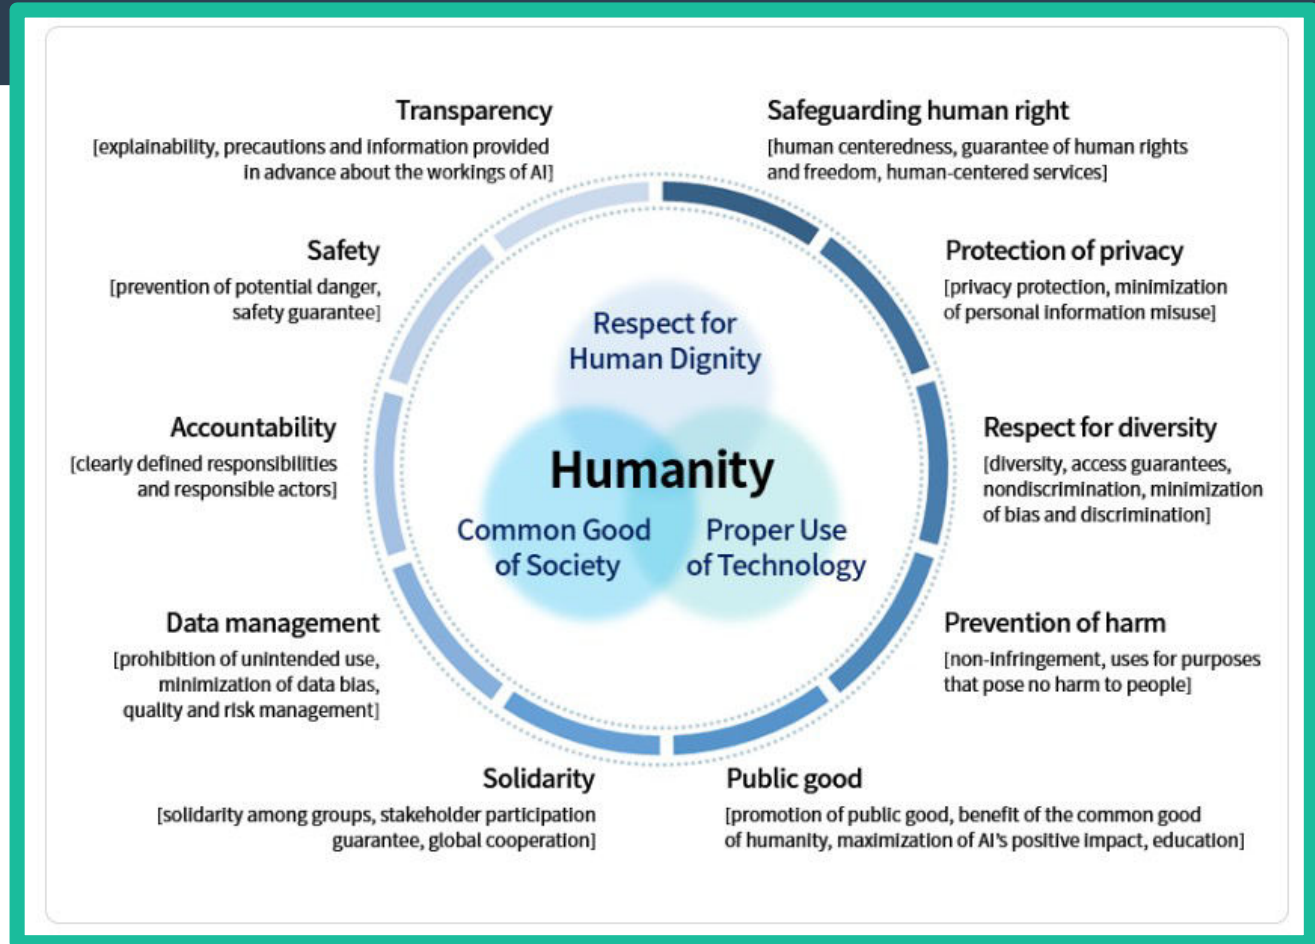 Transparency
[explainability, precautions and information provided
in advance about the workings of AI]
Safeguarding human right
[human centeredness, guarantee of human rights
and freedom, human-centered services]
Safety
[prevention of potential danger,
safety guarantee]
Protection of privacy
[privacy protection, minimization
of personal information misuse]
Respect for
Human Dignity
Accountability
[clearly defined responsibilities
and responsible actors]
Humanity
Common Good
of Society
Proper Use
of Technology
Respect for diversity
[diversity, access guarantees,
nondiscrimination, minimization
of bias and discrimination]
Data management
[prohibition of unintended use,
minimization of data bias,
quality and risk management]
Prevention of harm
[non-infringement, uses for purposes
that pose no harm to people]
Solidarity
[solidarity among groups, stakeholder participation
guarantee, global cooperation]
Public good
[promotion of public good, benefit of the common good
of humanity, maximization of AI's positive impact, education]